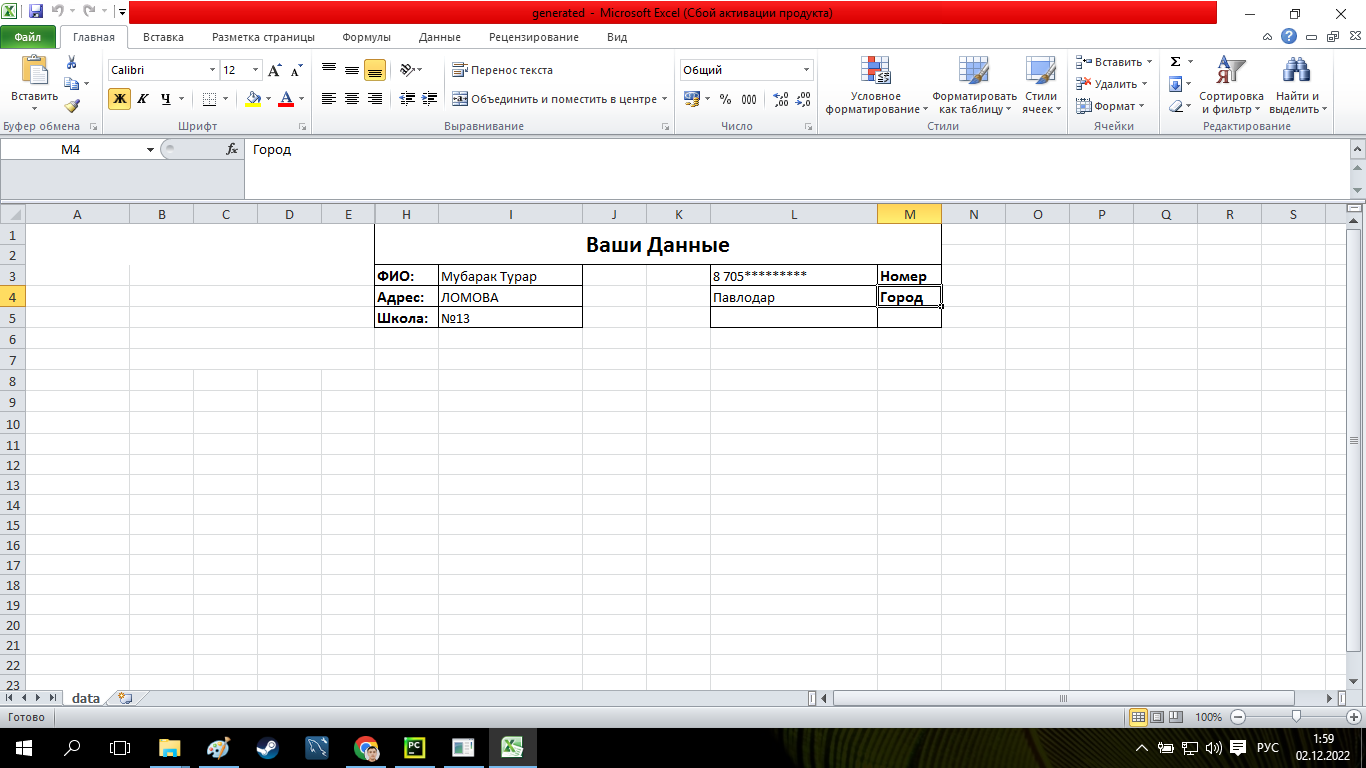 generated - Microsoft Excel (Сбой активации продукта)
Файл Главная Вставка Разметка страницы Формулы Данные Рецензирование Вид
Calibri 12 Перенос текста Общий Вставить
Вставить Ж К Ч Объединить и поместить в центре % 000 Условное форматирование Форматировать как таблицу Стили ячеек Удалить Формат Сортировка и фильтр Найти и выделить
Буфер обмена Шрифт Выравнивание Число Стили Ячейки Редактирование
M4 fx Город
A B C D E H I J K L M N O P Q R S
1 Ваши Данные
2
3 ФИО: Мубарак Турар 8 705********* Номер
4 Адрес: ЛОМОВА Павлодар Город
5 Школа: №13
6
7
8
9
10
11
12
13
14
15
16
17
18
19
20
21
22
23
data
Готово 100%
PC РУС 1:59
02.12.2022